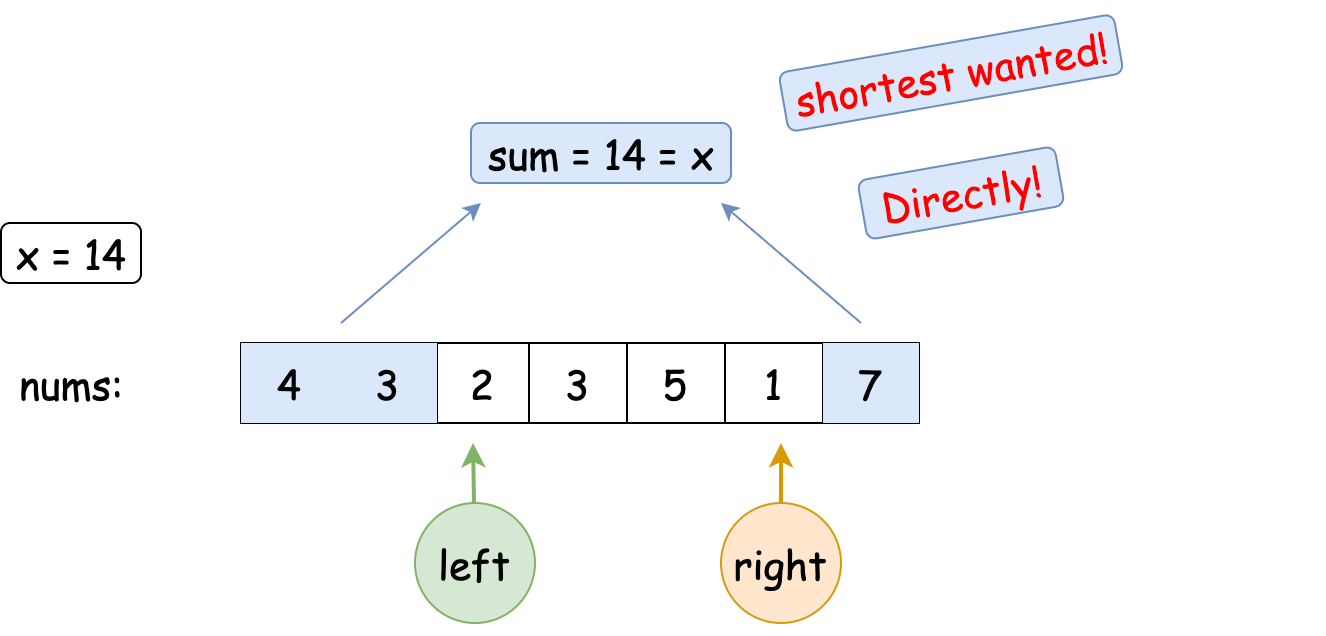 shortest wanted!
sum = 14 = x
Directly!
x = 14
nums: 4 3 2 3 5 1 7
left right